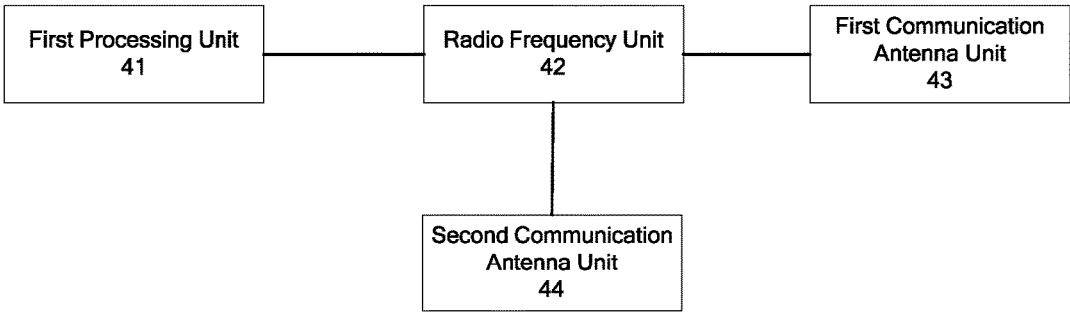 First Processing Unit
41
Radio Frequency Unit
42
First Communication
Antenna Unit
43
Second Communication
Antenna Unit
44